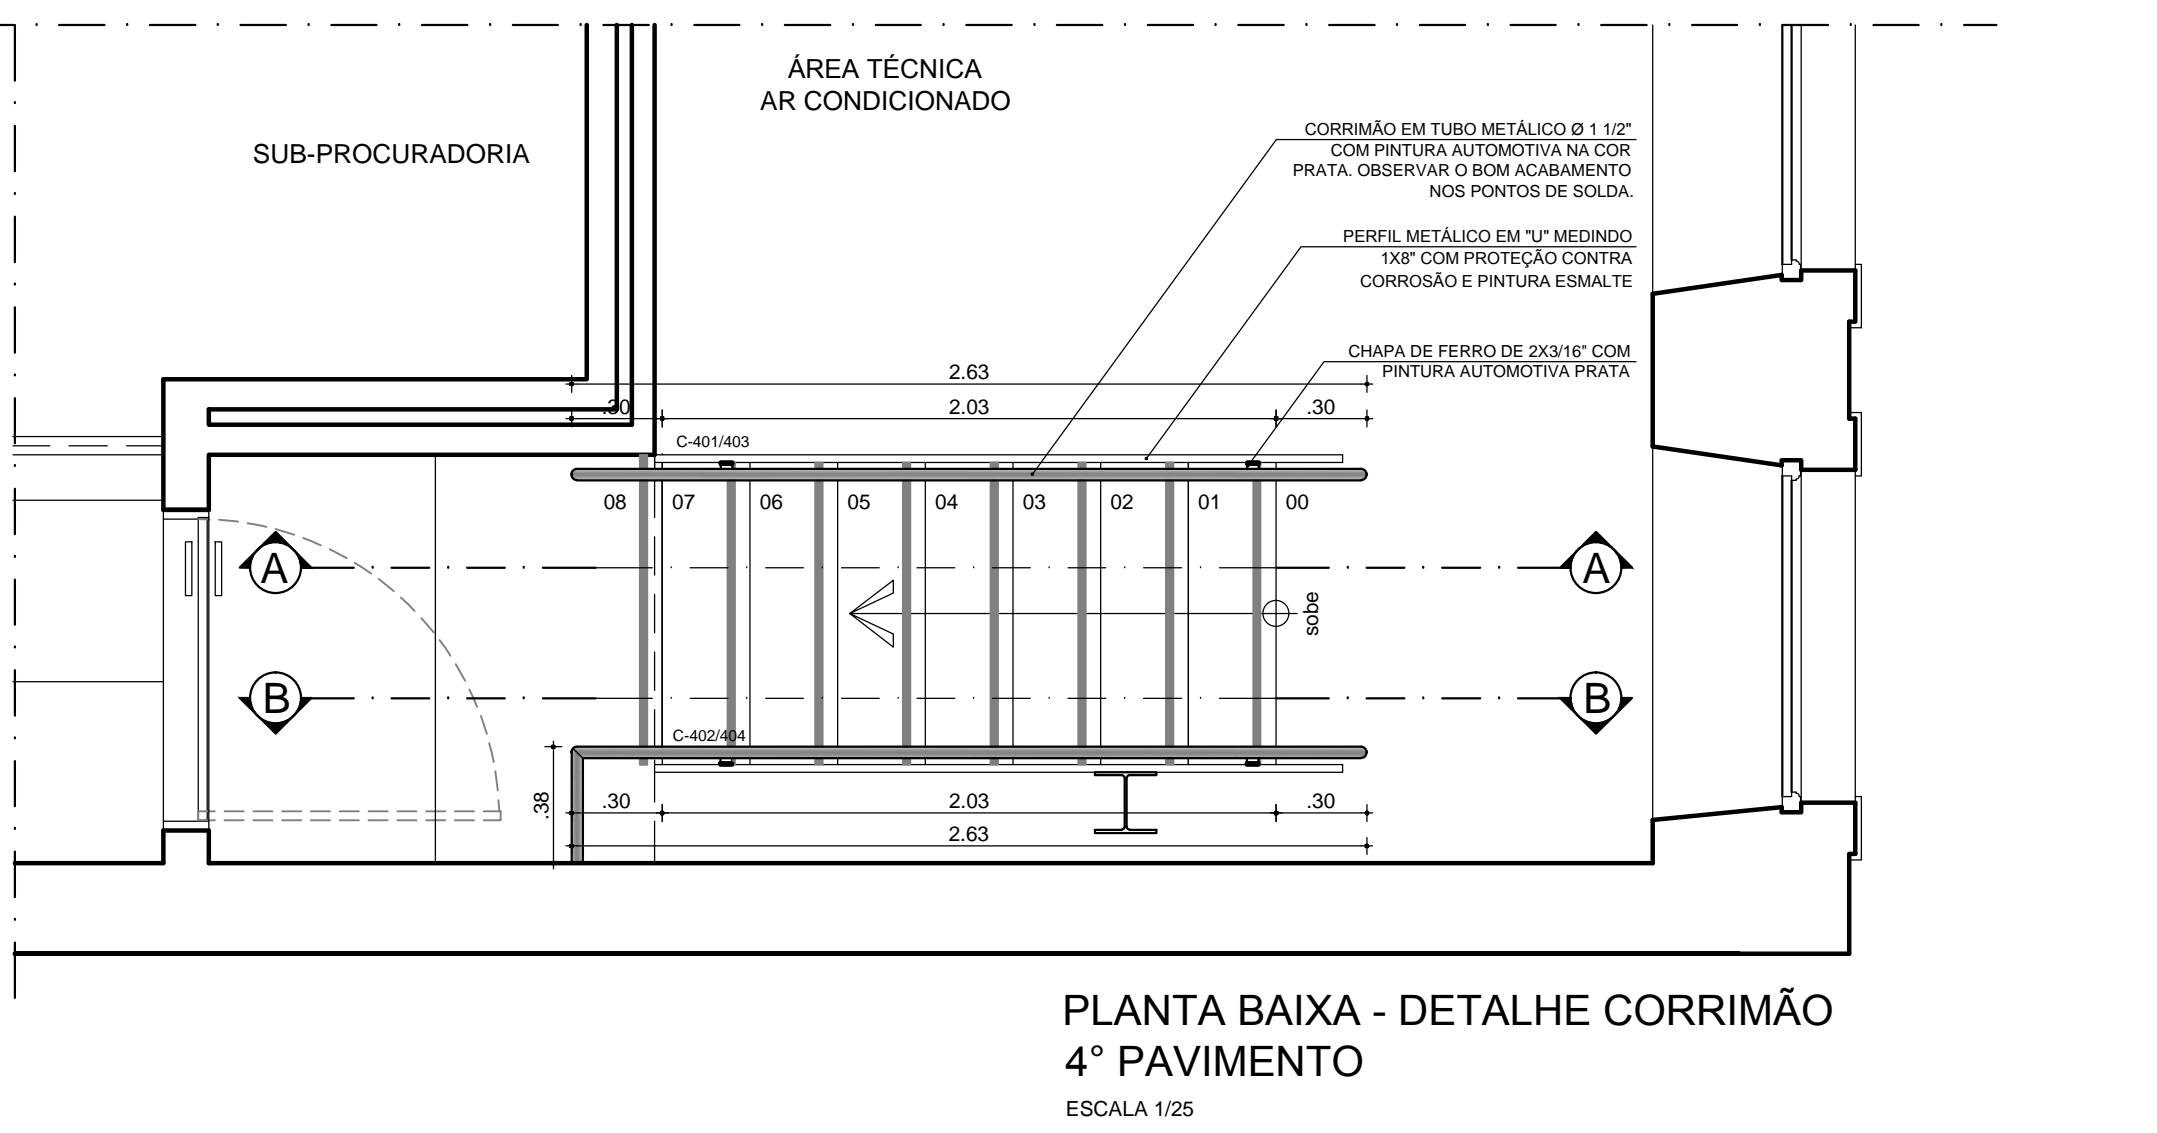 ÁREA TÉCNICA
AR CONDICIONADO
SUB-PROCURADORIA
CORRIMÃO EM TUBO METÁLICO Ø 1 1/2"
COM PINTURA AUTOMOTIVA NA COR
PRATA. OBSERVAR O BOM ACABAMENTO
NOS PONTOS DE SOLDA.
PERFIL METÁLICO EM "U" MEDINDO
1X8" COM PROTEÇÃO CONTRA
CORROSÃO E PINTURA ESMALTE
CHAPA DE FERRO DE 2X3/16" COM
PINTURA AUTOMOTIVA PRATA
2.63
.30 2.03 .30
C-401/403
08 07 06 05 04 03 02 01 00
A A
sobe
B B
C-402/404
.38
.30 2.03 .30
2.63
PLANTA BAIXA - DETALHE CORRIMÃO
4° PAVIMENTO
ESCALA 1/25